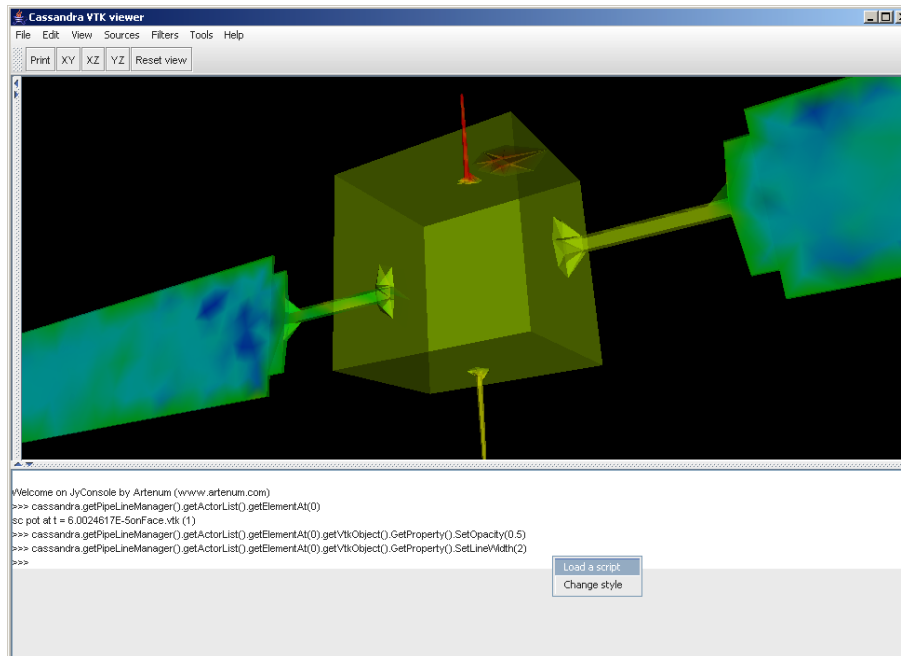 Cassandra VTK viewer
File Edit View Sources Filters Tools Help
Print XY XZ YZ Reset view
Welcome on JyConsole by Artenum (www.artenum.com)
>>> cassandra.getPipeLineManager().getActorList().getElementAt(0)
sc pot at t = 6.0024617E-5onFace.vtk (1)
>>> cassandra.getPipeLineManager().getActorList().getElementAt(0).getVtkObject().GetProperty().SetOpacity(0.5)
>>> cassandra.getPipeLineManager().getActorList().getElementAt(0).getVtkObject().GetProperty().SetLineWidth(2)
>>>
Load a script
Change style